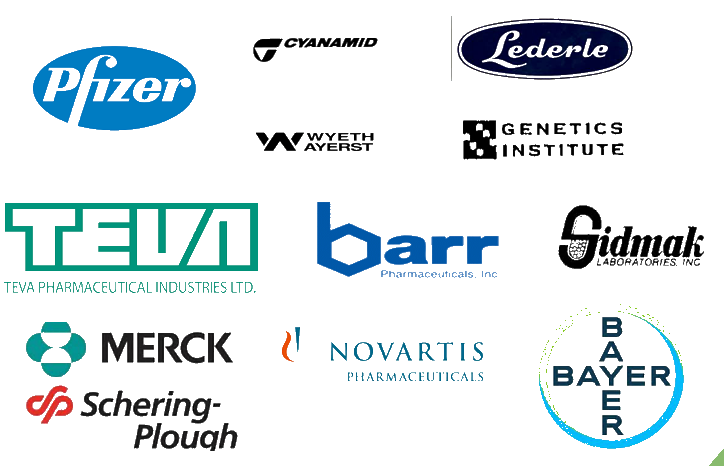 Pfizer
CYANAMID
Lederle
WYETH
AYERST
GENETICS
INSTITUTE
TEVA
TEVA PHARMACEUTICAL INDUSTRIES LTD.
barr
Pharmaceuticals, Inc
Sidmak
LABORATORIES, INC
MERCK
Schering-
Plough
NOVARTIS
PHARMACEUTICALS
BAYER
BAYER